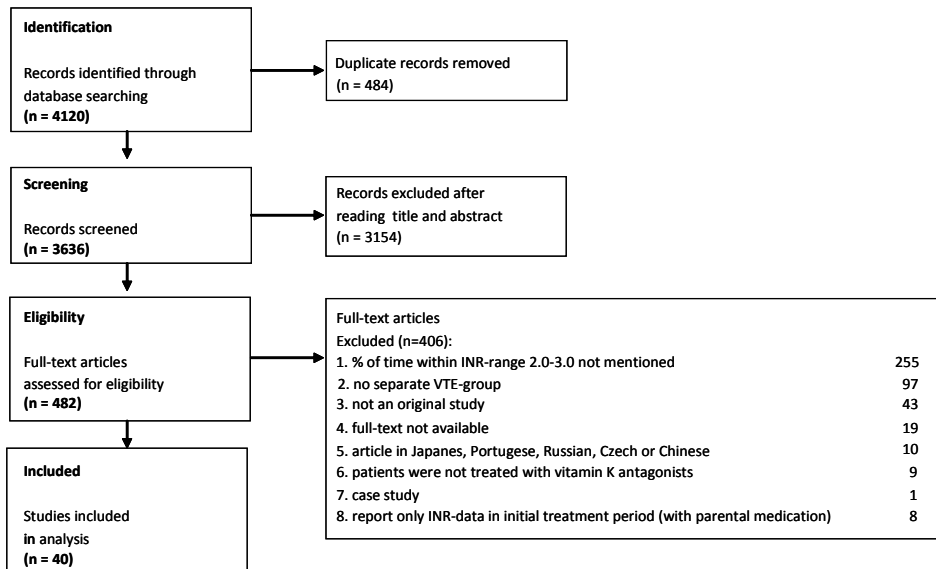 Identification
Records identified through
database searching
(n = 4120)
Duplicate records removed
(n = 484)
Screening
Records screened
(n = 3636)
Records excluded after
reading title and abstract
(n = 3154)
Eligibility
Full-text articles
assessed for eligibility
(n = 482)
Full-text articles
Excluded (n=406):
1. % of time within INR-range 2.0-3.0 not mentioned 255
2. no separate VTE-group 97
3. not an original study 43
4. full-text not available 19
5. article in Japanes, Portugese, Russian, Czech or Chinese 10
6. patients were not treated with vitamin K antagonists 9
7. case study 1
8. report only INR-data in initial treatment period (with parental medication) 8
Included
Studies included
in analysis
(n = 40)